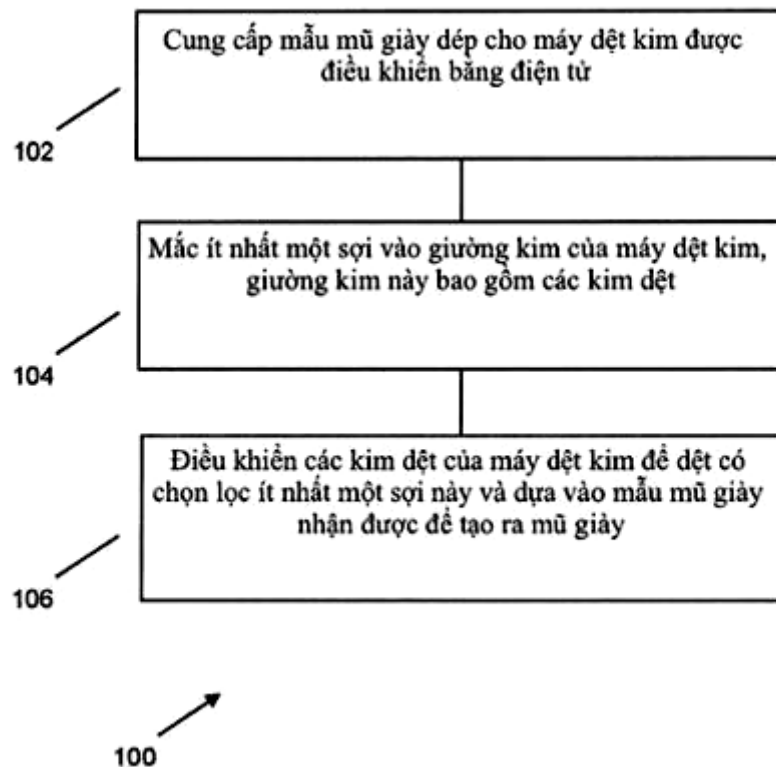 Cung cấp mẫu mũ giày dép cho máy dệt kim được
điều khiển bằng điện tử
102
Mắc ít nhất một sợi vào giường kim của máy dệt kim,
giường kim này bao gồm các kim dệt
104
Điều khiển các kim dệt của máy dệt kim để dệt có
chọn lọc ít nhất một sợi này và dựa vào mẫu mũ giày
nhận được để tạo ra mũ giày
106
100